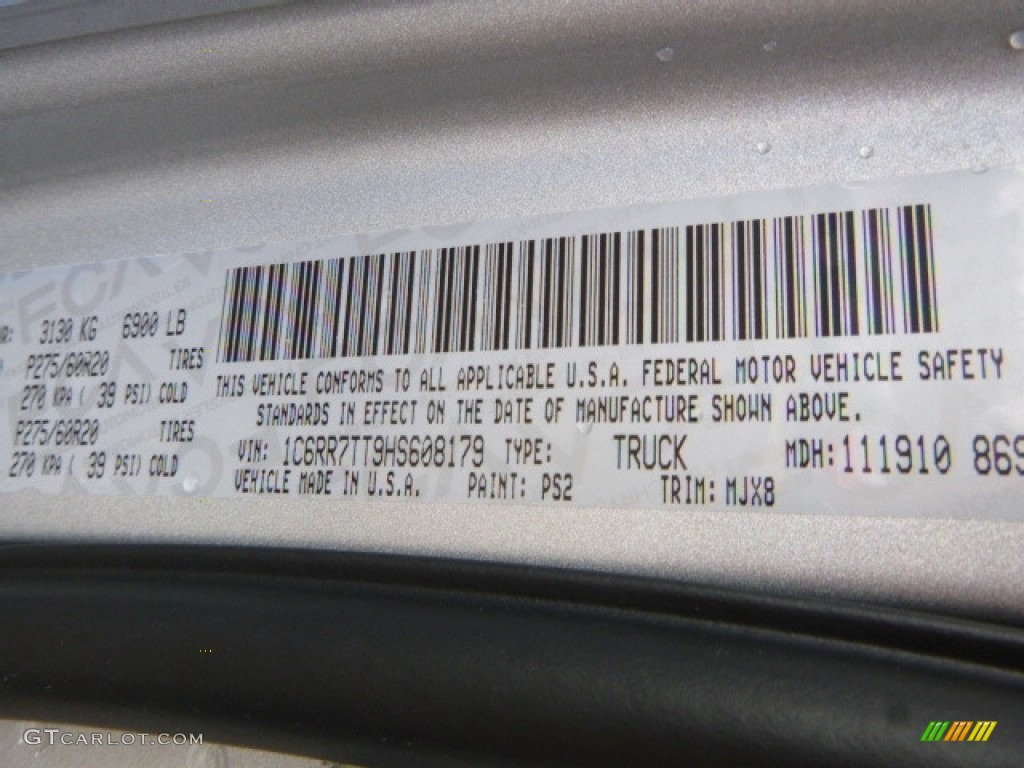 3130 KG 6900 LB
P275/60R20 TIRES
270 KPA ( 39 PSI) COLD
P275/60R20 TIRES
270 KPA ( 39 PSI) COLD
THIS VEHICLE CONFORMS TO ALL APPLICABLE U.S.A. FEDERAL MOTOR VEHICLE SAFETY
STANDARDS IN EFFECT ON THE DATE OF MANUFACTURE SHOWN ABOVE.
VIN: 1C6RR7TT9HS608179 TYPE: TRUCK MDH: 111910 869
VEHICLE MADE IN U.S.A. PAINT: PS2 TRIM: MJX8
GTCARLOT.COM